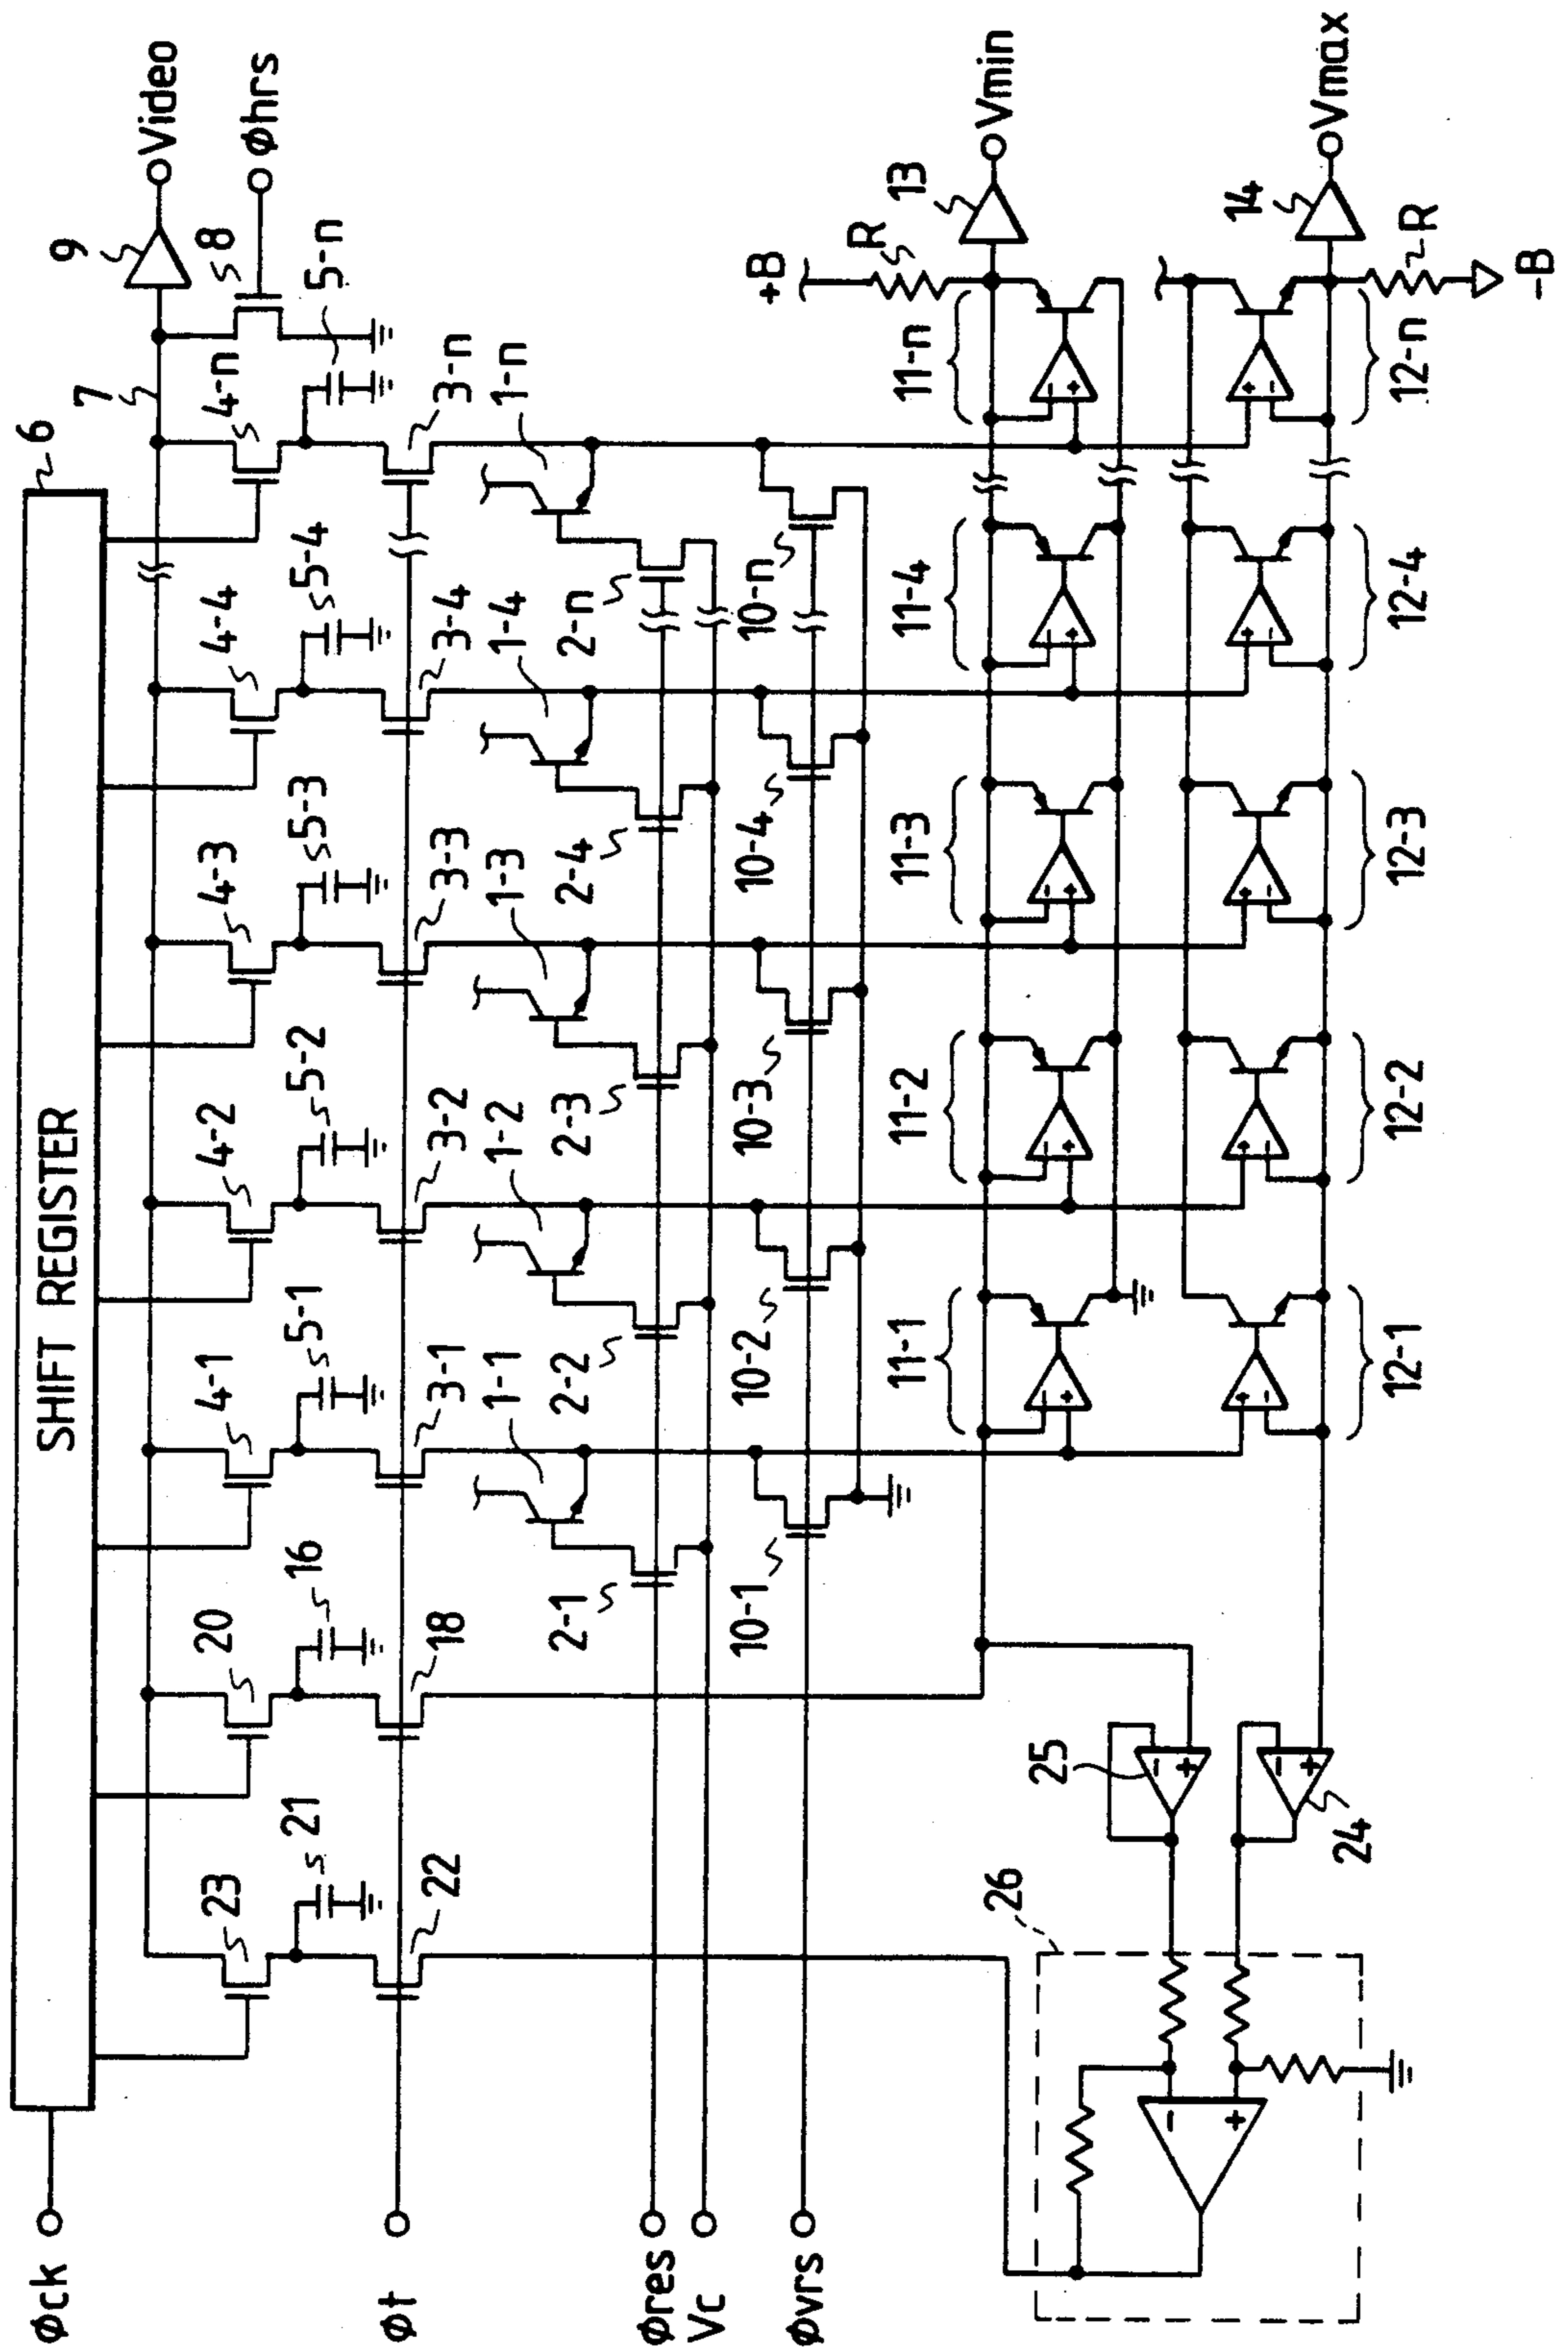 SHIFT REGISTER
6
φck
7
9
Video
23
20
4-1
4-2
4-3
4-4
4-n
8
φhrs
21
16
5-1
5-2
5-3
5-4
5-n
φt
22
18
3-1
3-2
3-3
3-4
3-n
1-1
1-2
1-3
1-4
1-n
2-1
2-2
2-3
2-4
2-n
φres
Vc
10-1
10-2
10-3
10-4
10-n
φvrs
+B
R
11-1
11-2
11-3
11-4
11-n
13
Vmin
25
- +
- +
- +
- +
- +
- +
26
24
- +
+ -
+ -
+ -
+ -
+ -
14
Vmax
- +
12-1
12-2
12-3
12-4
12-n
R
-B